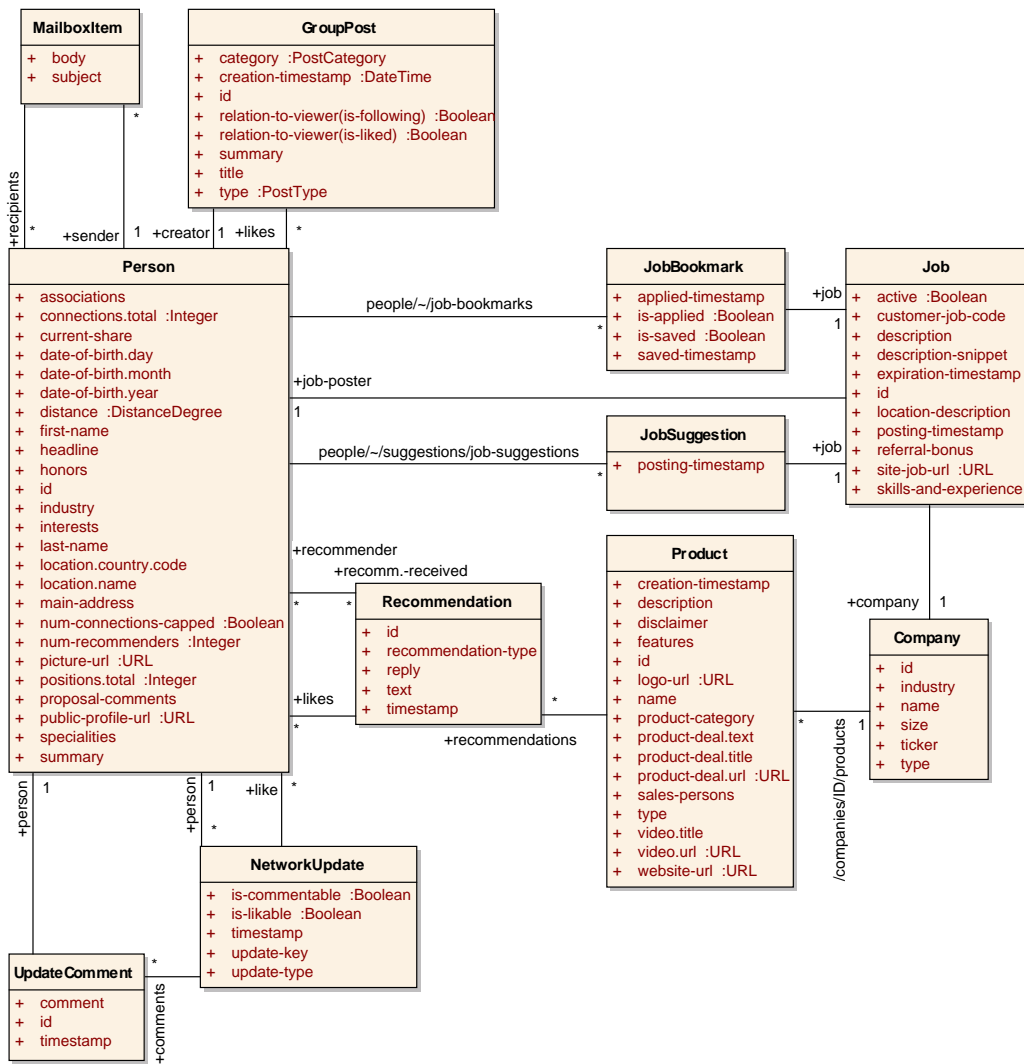 MailboxItem
+ body
+ subject
GroupPost
+ category :PostCategory
+ creation-timestamp :DateTime
+ id
+ relation-to-viewer(is-following) :Boolean
+ relation-to-viewer(is-liked) :Boolean
+ summary
+ title
+ type :PostType
+recipients
*
*
+sender
1
+creator
1
+likes
*
Person
+ associations
+ connections.total :Integer
+ current-share
+ date-of-birth.day
+ date-of-birth.month
+ date-of-birth.year
+ distance :DistanceDegree
+ first-name
+ headline
+ honors
+ id
+ industry
+ interests
+ last-name
+ location.country.code
+ location.name
+ main-address
+ num-connections-capped :Boolean
+ num-recommenders :Integer
+ picture-url :URL
+ positions.total :Integer
+ proposal-comments
+ public-profile-url :URL
+ specialities
+ summary
people/~/job-bookmarks
*
JobBookmark
+ applied-timestamp
+ is-applied :Boolean
+ is-saved :Boolean
+ saved-timestamp
+job
1
Job
+ active :Boolean
+ customer-job-code
+ description
+ description-snippet
+ expiration-timestamp
+ id
+ location-description
+ posting-timestamp
+ referral-bonus
+ site-job-url :URL
+ skills-and-experience
+job-poster
1
people/~/suggestions/job-suggestions
*
JobSuggestion
+ posting-timestamp
+job
1
+recommender
+recomm.-received
*
*
Recommendation
+ id
+ recommendation-type
+ reply
+ text
+ timestamp
+likes
*
*
+recommendations
Product
+ creation-timestamp
+ description
+ disclaimer
+ features
+ id
+ logo-url :URL
+ name
+ product-category
+ product-deal.text
+ product-deal.title
+ product-deal.url :URL
+ sales-persons
+ type
+ video.title
+ video.url :URL
+ website-url :URL
+company
1
Company
+ id
+ industry
+ name
+ size
+ ticker
+ type
*
1
/companies/ID/products
+person
1
+person
1
*
+like
*
NetworkUpdate
+ is-commentable :Boolean
+ is-likable :Boolean
+ timestamp
+ update-key
+ update-type
UpdateComment
+ comment
+ id
+ timestamp
*
+comments